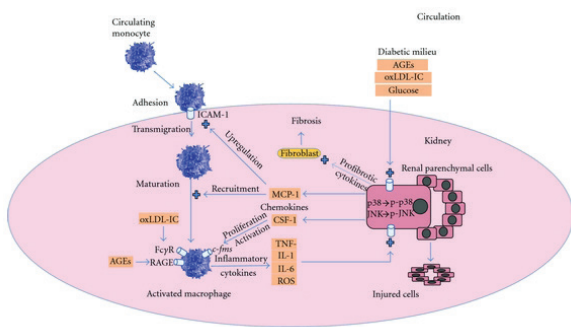 Circulation
Circulating
monocyte
Diabetic milieu
AGEs
oxLDL-IC
Glucose
Adhesion
ICAM-1
Transmigration
Fibrosis
Kidney
Fibroblast
Upregulation
Profibrotic
cytokines
Renal parenchymal cells
Maturation
Recruitment
MCP-1
p38→p-p38
JNK→p-JNK
Chemokines
CSF-1
oxLDL-IC
Proliferation
Activation
c-fms
FcγR
AGEs
RAGE
Inflammatory
cytokines
TNF-
IL-1
IL-6
ROS
Activated macrophage
Injured cells